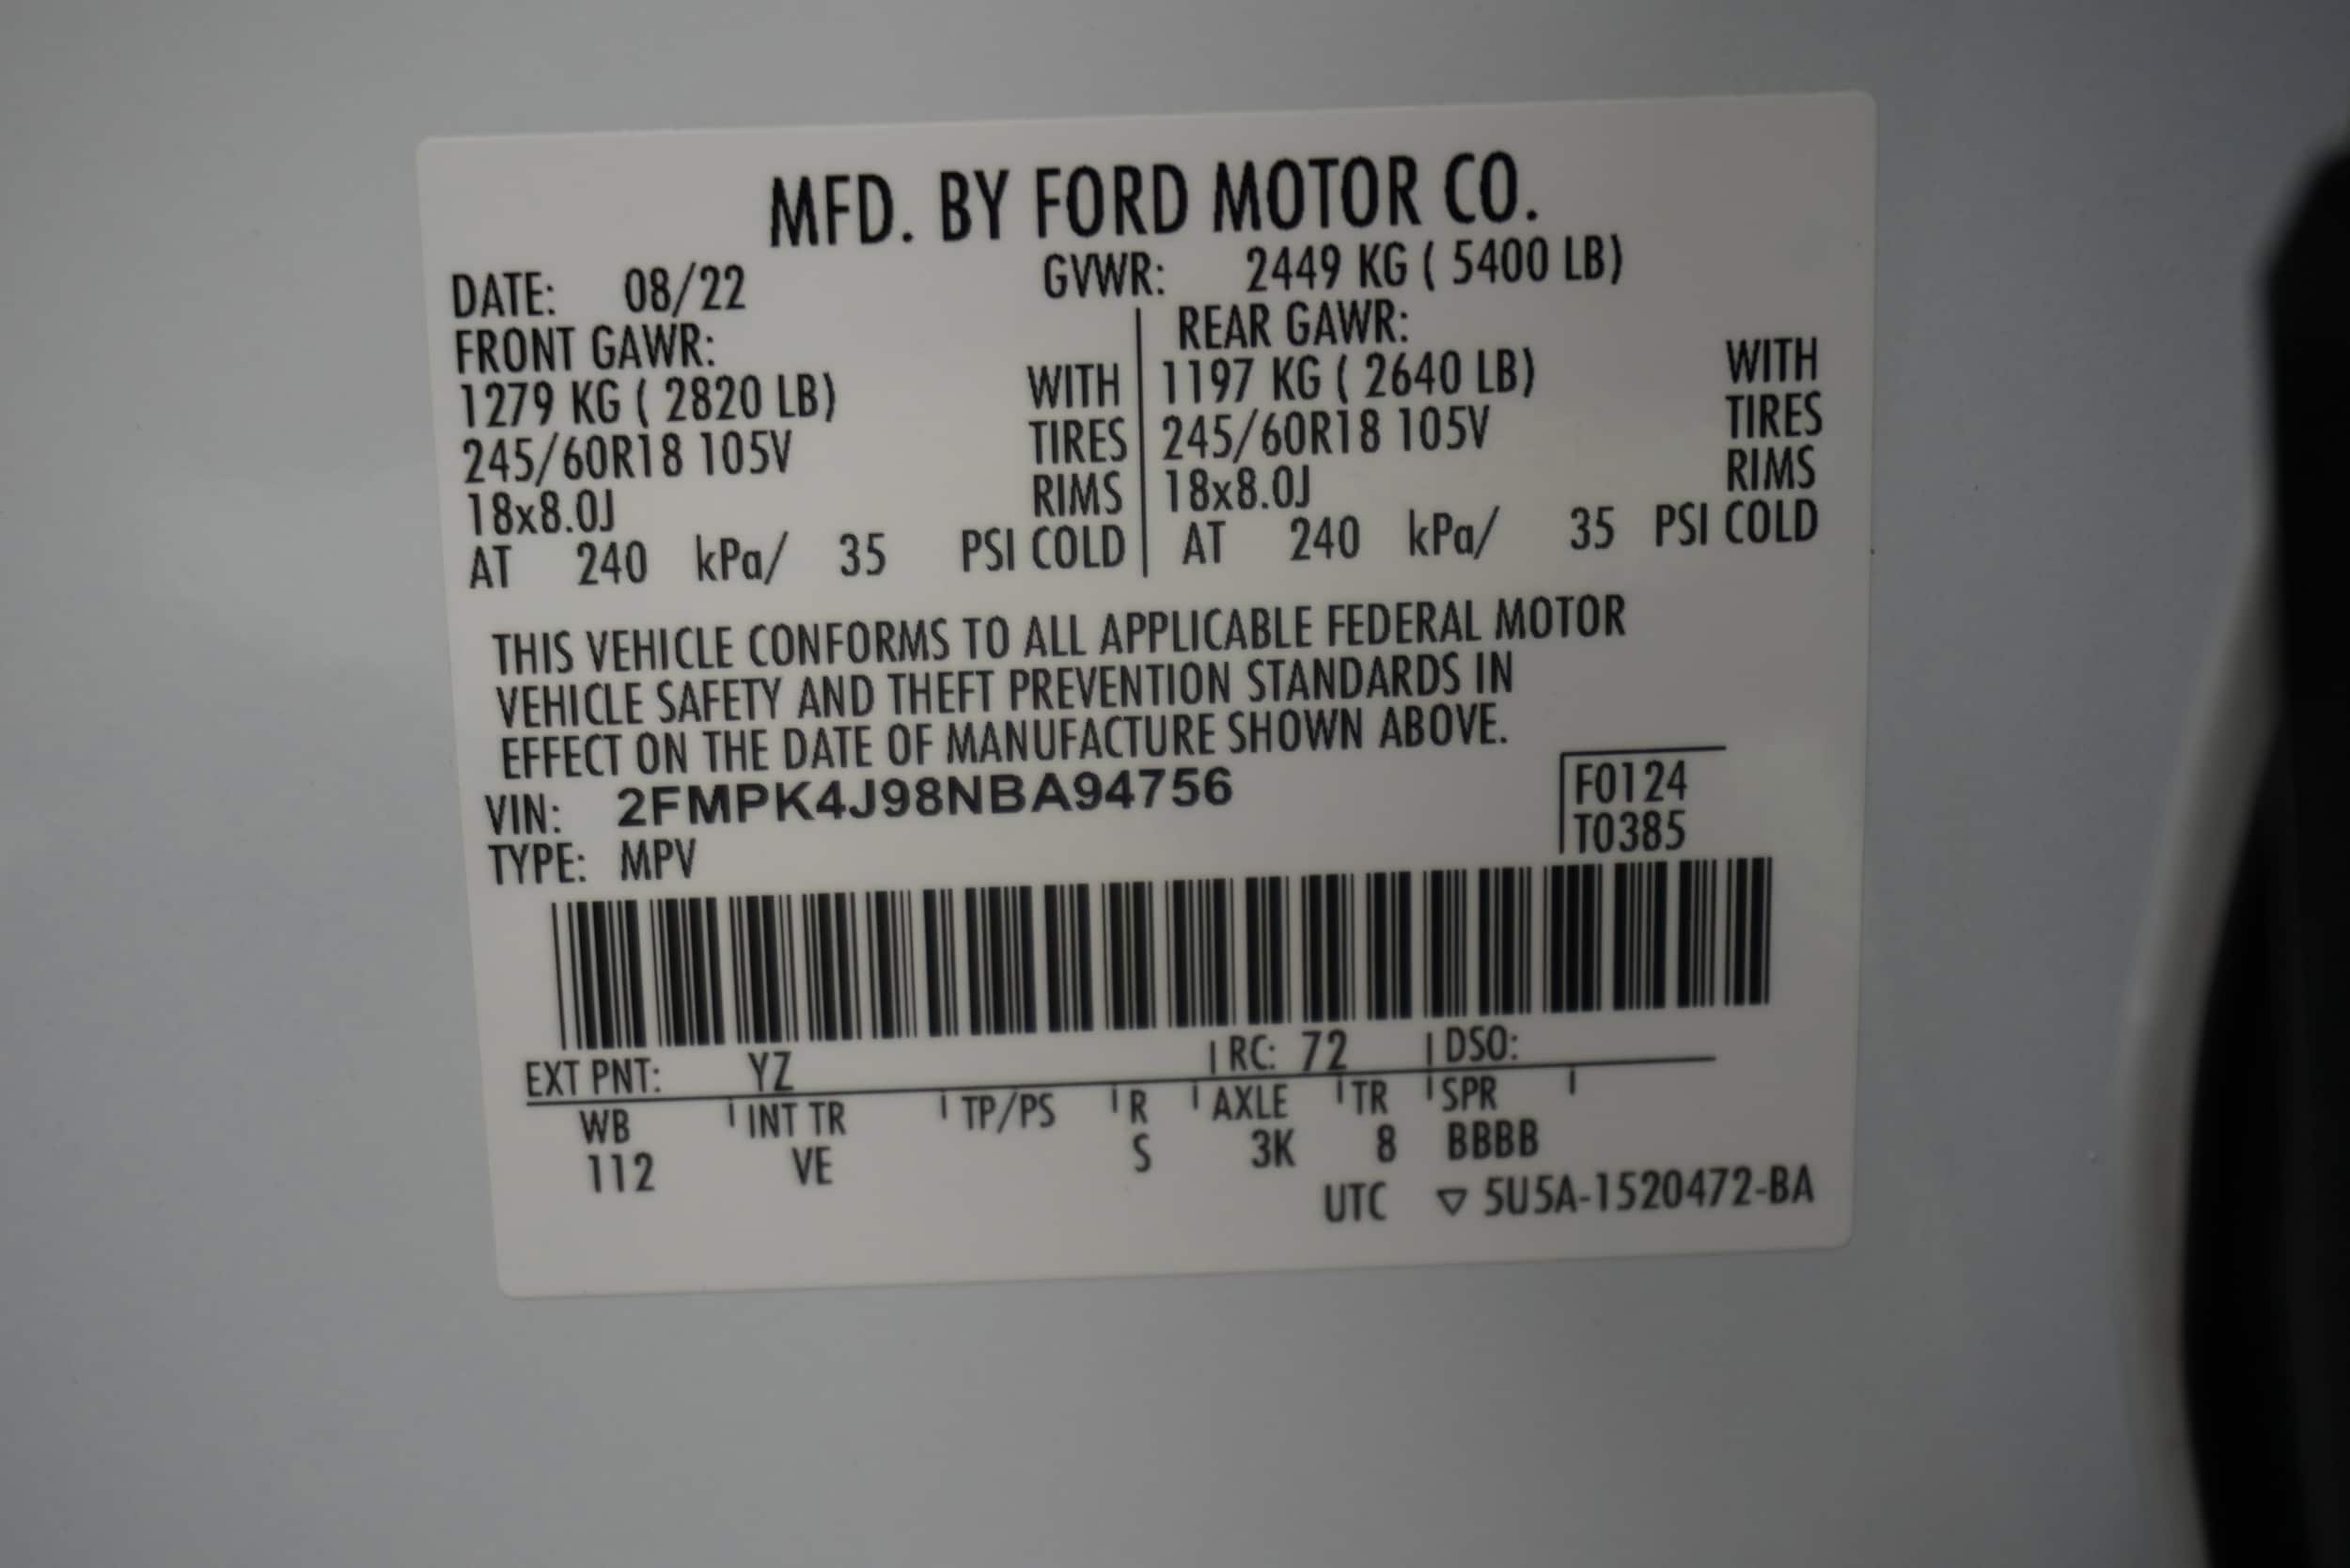 MFD. BY FORD MOTOR CO.
DATE: 08/22 GVWR: 2449 KG ( 5400 LB)
FRONT GAWR: REAR GAWR:
1279 KG ( 2820 LB) WITH 1197 KG ( 2640 LB) WITH
245/60R18 105V TIRES 245/60R18 105V TIRES
18x8.0J RIMS 18x8.0J RIMS
AT 240 kPa/ 35 PSI COLD AT 240 kPa/ 35 PSI COLD
THIS VEHICLE CONFORMS TO ALL APPLICABLE FEDERAL MOTOR
VEHICLE SAFETY AND THEFT PREVENTION STANDARDS IN
EFFECT ON THE DATE OF MANUFACTURE SHOWN ABOVE.
VIN: 2FMPK4J98NBA94756 F0124
TYPE: MPV T0385
EXT PNT: YZ RC: 72 DSO:
WB INT TR TP/PS R AXLE TR SPR
112 VE S 3K 8 BBBB
UTC ▽ 5U5A-1520472-BA